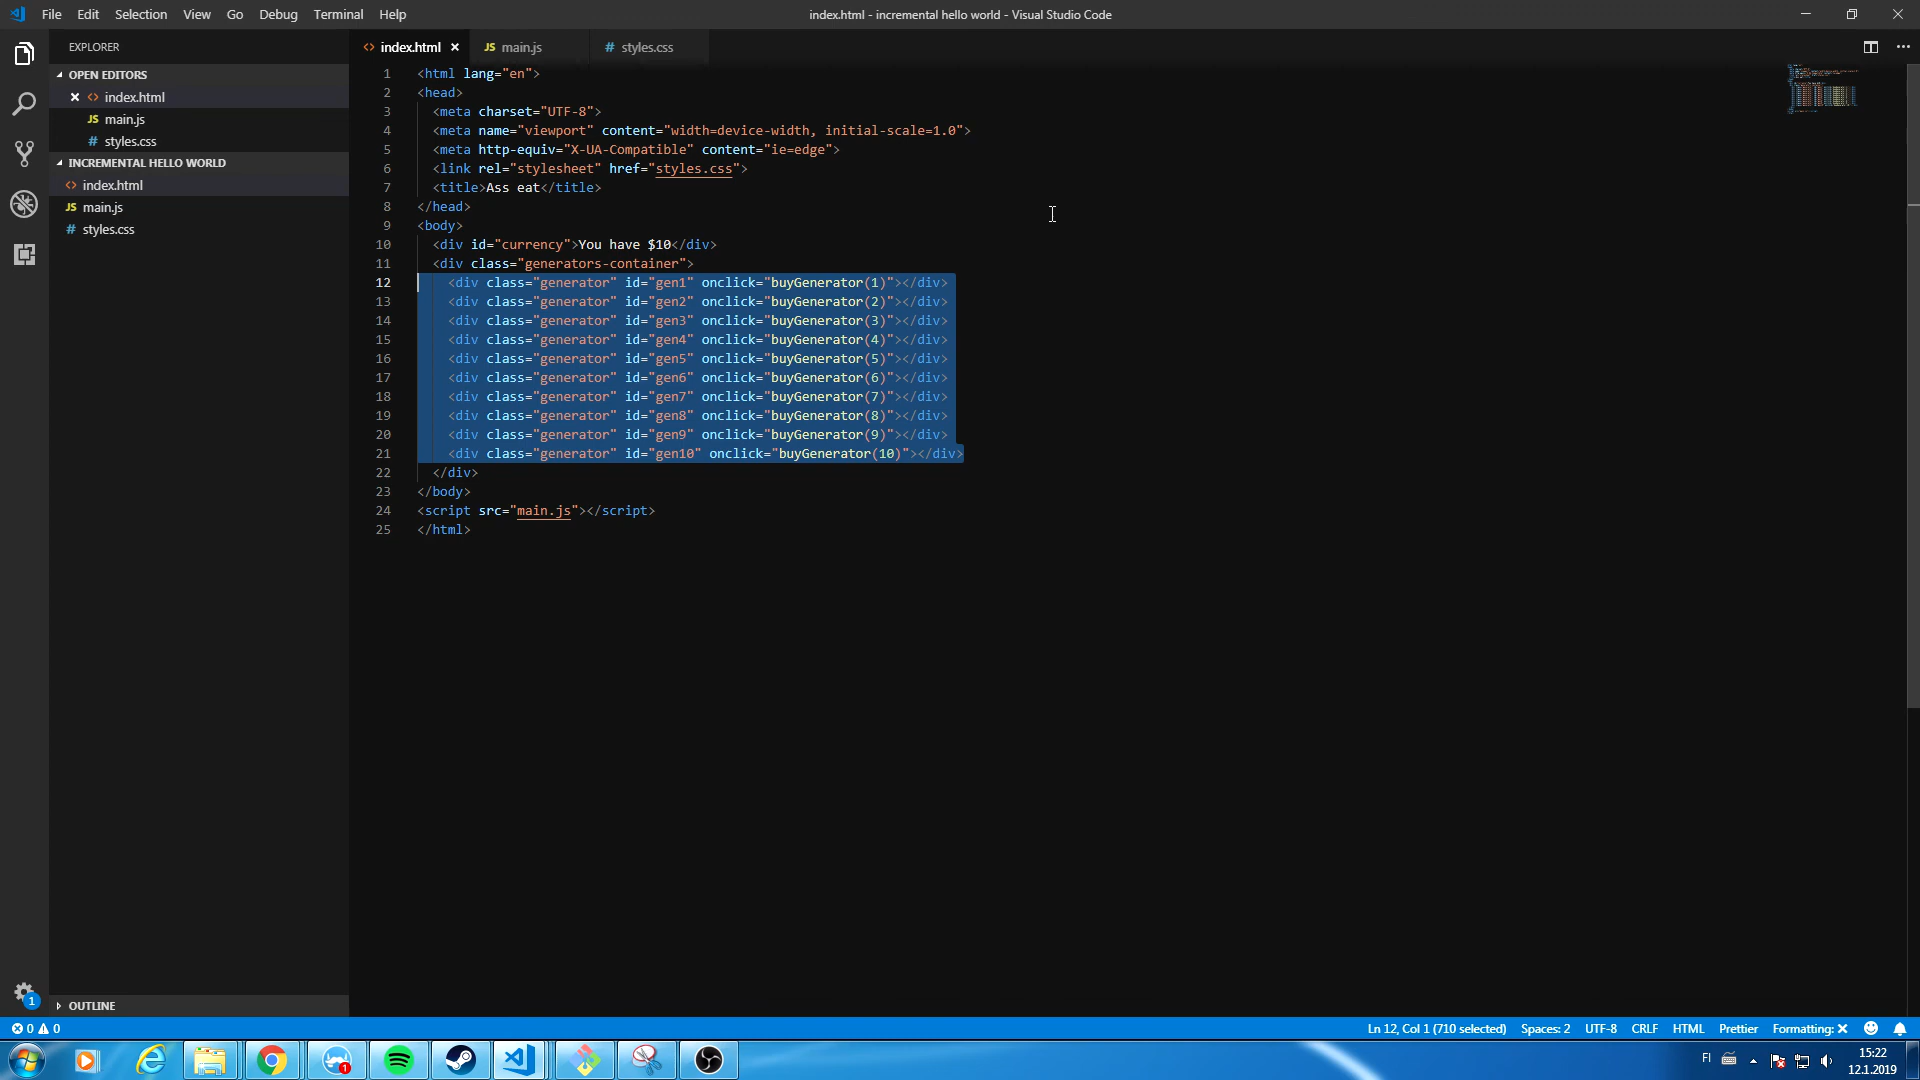 File Edit Selection View Go Debug Terminal Help
index.html - incremental hello world - Visual Studio Code
EXPLORER
OPEN EDITORS
index.html
JS main.js
# styles.css
INCREMENTAL HELLO WORLD
index.html
JS main.js
# styles.css
OUTLINE
1
index.html
JS main.js
# styles.css
1 <html lang="en">
2 <head>
3 <meta charset="UTF-8">
4 <meta name="viewport" content="width=device-width, initial-scale=1.0">
5 <meta http-equiv="X-UA-Compatible" content="ie=edge">
6 <link rel="stylesheet" href="styles.css">
7 <title>Ass eat</title>
8 </head>
9 <body>
10 <div id="currency">You have $10</div>
11 <div class="generators-container">
12 <div class="generator" id="gen1" onclick="buyGenerator(1)"></div>
13 <div class="generator" id="gen2" onclick="buyGenerator(2)"></div>
14 <div class="generator" id="gen3" onclick="buyGenerator(3)"></div>
15 <div class="generator" id="gen4" onclick="buyGenerator(4)"></div>
16 <div class="generator" id="gen5" onclick="buyGenerator(5)"></div>
17 <div class="generator" id="gen6" onclick="buyGenerator(6)"></div>
18 <div class="generator" id="gen7" onclick="buyGenerator(7)"></div>
19 <div class="generator" id="gen8" onclick="buyGenerator(8)"></div>
20 <div class="generator" id="gen9" onclick="buyGenerator(9)"></div>
21 <div class="generator" id="gen10" onclick="buyGenerator(10)"></div>
22 </div>
23 </body>
24 <script src="main.js"></script>
25 </html>
0 0
Ln 12, Col 1 (710 selected) Spaces: 2 UTF-8 CRLF HTML Prettier Formatting: ×
1
FI
15:22
12.1.2019